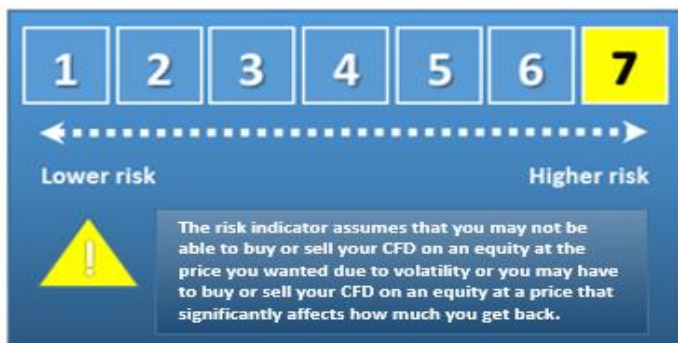 1 2 3 4 5 6 7
Lower risk Higher risk
!
The risk indicator assumes that you may not be
able to buy or sell your CFD on an equity at the
price you wanted due to volatility or you may have
to buy or sell your CFD on an equity at a price that
significantly affects how much you get back.